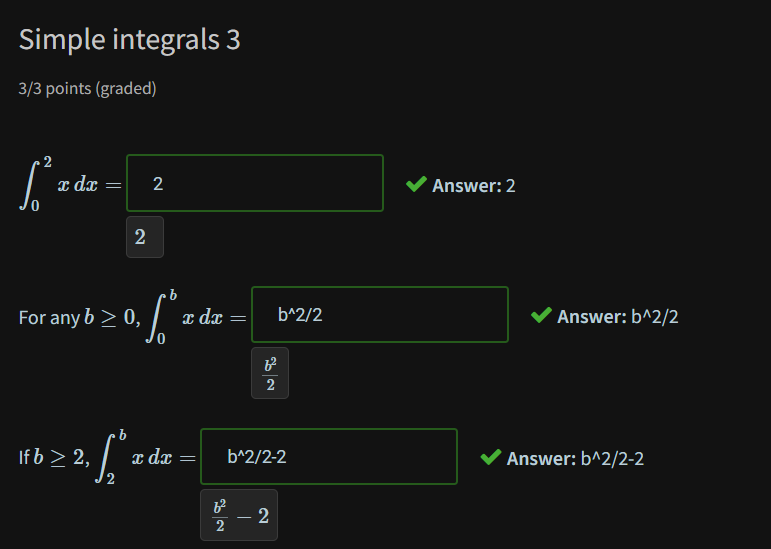 Simple integrals 3
3/3 points (graded)
∫₀² x dx = 2 ✔ Answer: 2
2
For any b ≥ 0, ∫₀ᵇ x dx = b^2/2 ✔ Answer: b^2/2
b²/2
If b ≥ 2, ∫₂ᵇ x dx = b^2/2-2 ✔ Answer: b^2/2-2
b²/2 − 2